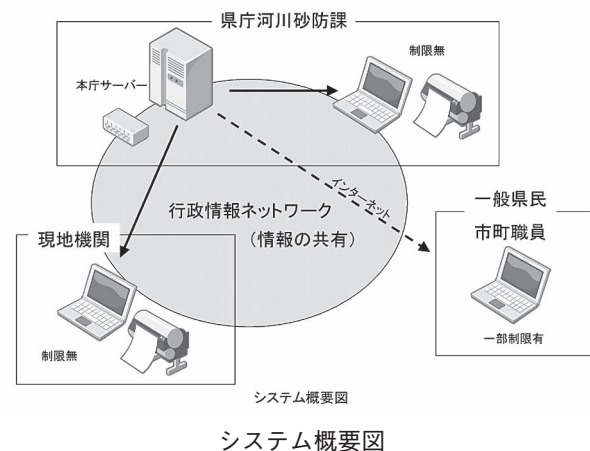 県庁河川砂防課
制限無
本庁サーバー
インターネット
行政情報ネットワーク
（情報の共有）
一般県民
市町職員
一部制限有
現地機関
制限無
システム概要図
システム概要図